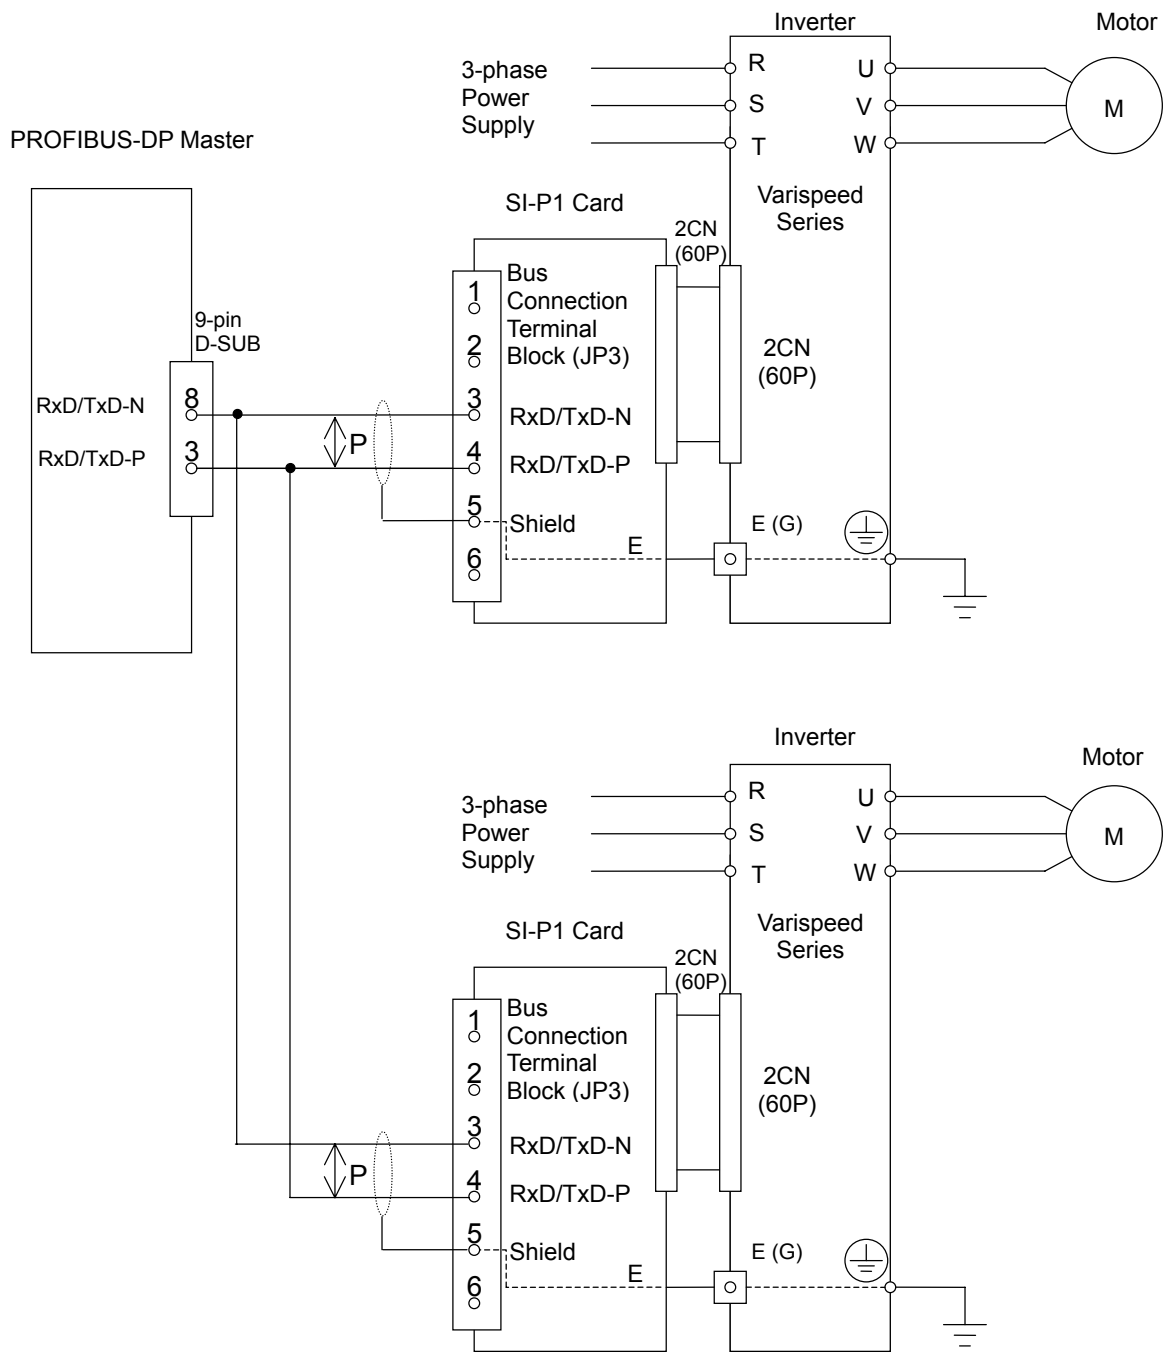 Inverter
Motor
3-phase
Power
Supply
R
S
T
U
V
W
M
PROFIBUS-DP Master
SI-P1 Card
Varispeed
Series
2CN
(60P)
9-pin
D-SUB
RxD/TxD-N
8
RxD/TxD-P
3
P
1
2
3
4
5
6
Bus
Connection
Terminal
Block (JP3)
RxD/TxD-N
RxD/TxD-P
Shield
E
2CN
(60P)
E (G)
Inverter
Motor
3-phase
Power
Supply
R
S
T
U
V
W
M
SI-P1 Card
Varispeed
Series
2CN
(60P)
P
1
2
3
4
5
6
Bus
Connection
Terminal
Block (JP3)
RxD/TxD-N
RxD/TxD-P
Shield
E
2CN
(60P)
E (G)